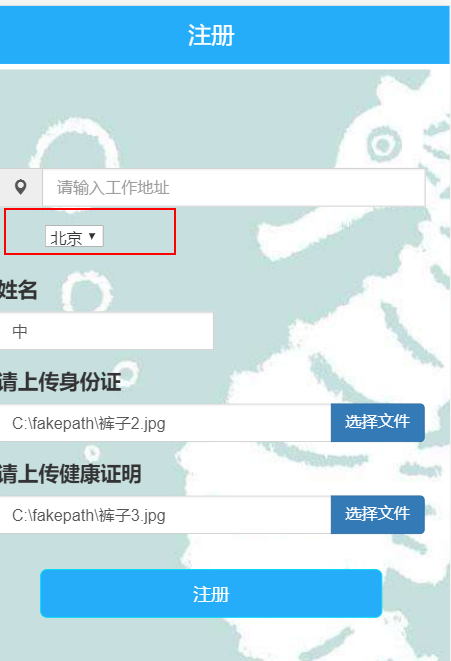 注册
请输入工作地址
北京
姓名
中
请上传身份证
C:\fakepath\裤子2.jpg 选择文件
请上传健康证明
C:\fakepath\裤子3.jpg 选择文件
注册